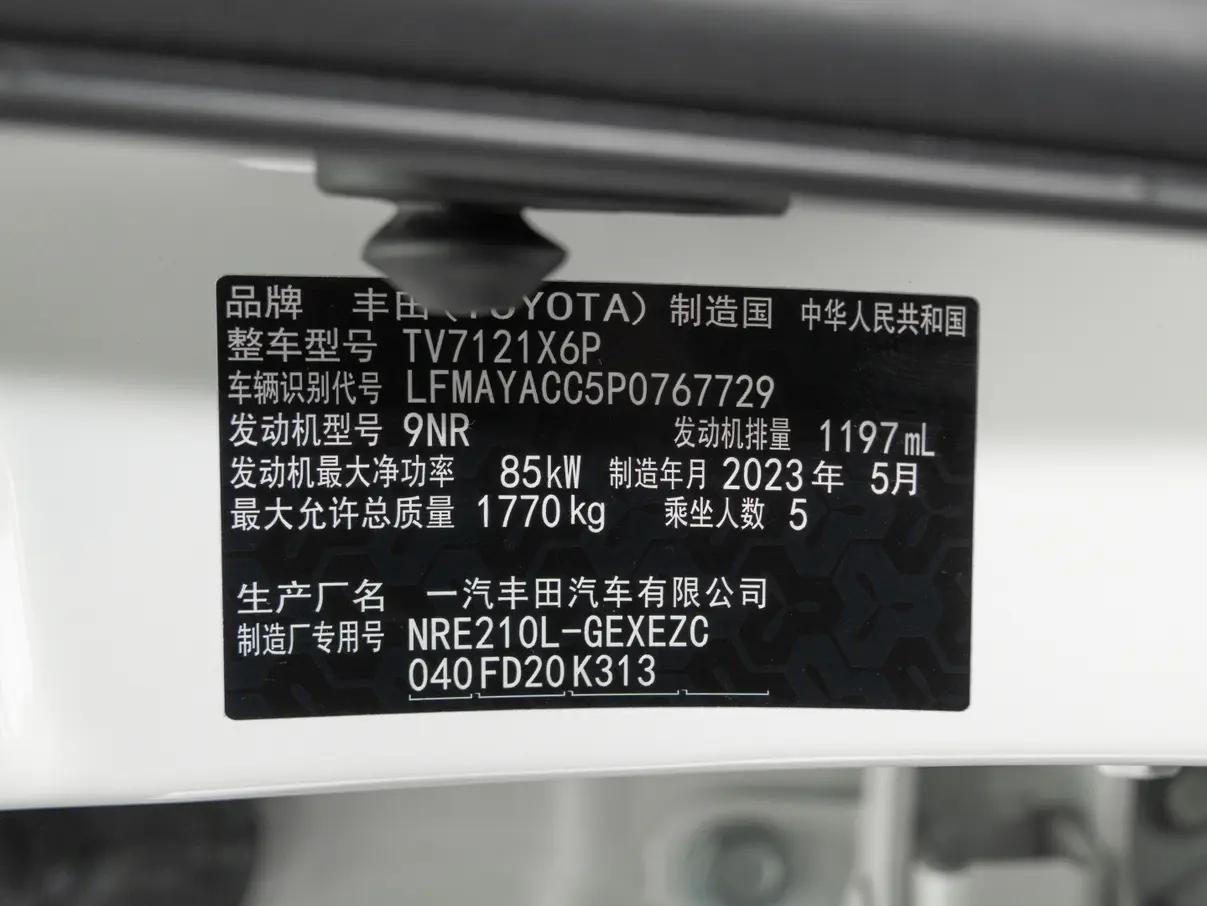 品牌 丰田（TOYOTA）制造国 中华人民共和国
整车型号 TV7121X6P
车辆识别代号 LFMAYACC5P0767729
发动机型号 9NR 发动机排量 1197mL
发动机最大净功率 85kW 制造年月 2023年 5月
最大允许总质量 1770kg 乘坐人数 5
生产厂名 一汽丰田汽车有限公司
制造厂专用号 NRE210L-GEXEZC
040FD20K313